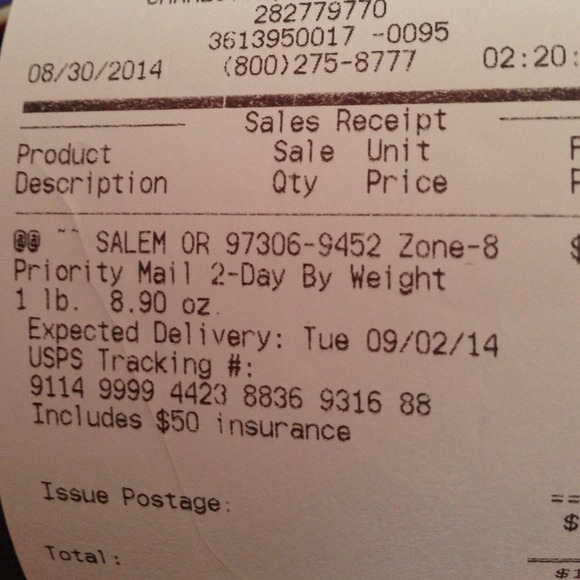 282779770
3613950017 -0095
08/30/2014 (800)275-8777 02:20:
Sales Receipt
Product Sale Unit F
Description Qty Price P
@@ ~~ SALEM OR 97306-9452 Zone-8 $
Priority Mail 2-Day By Weight
1 lb. 8.90 oz.
Expected Delivery: Tue 09/02/14
USPS Tracking #:
9114 9999 4423 8836 9316 88
Includes $50 insurance
==
Issue Postage: $
Total: $1